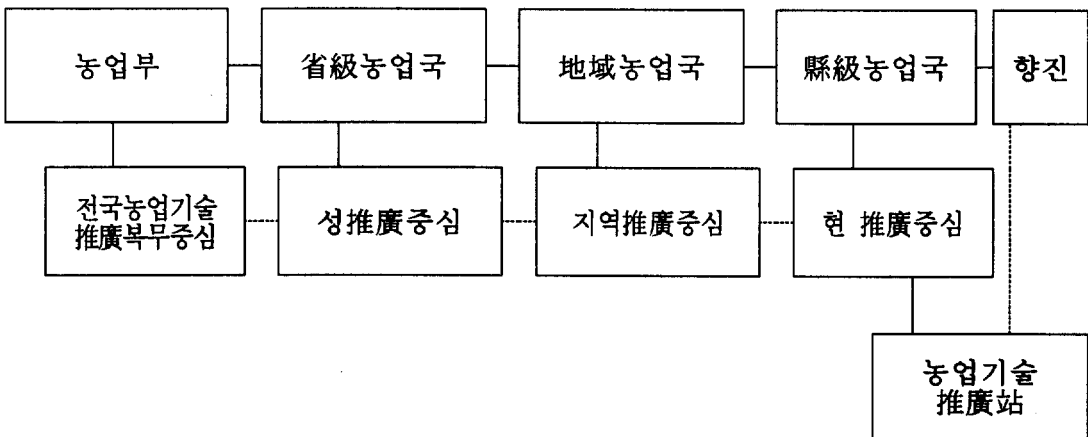 농업부
省級농업국
地域농업국
縣級농업국
향진
전국농업기술
推廣복무중심
성推廣중심
지역推廣중심
현 推廣중심
농업기술
推廣站